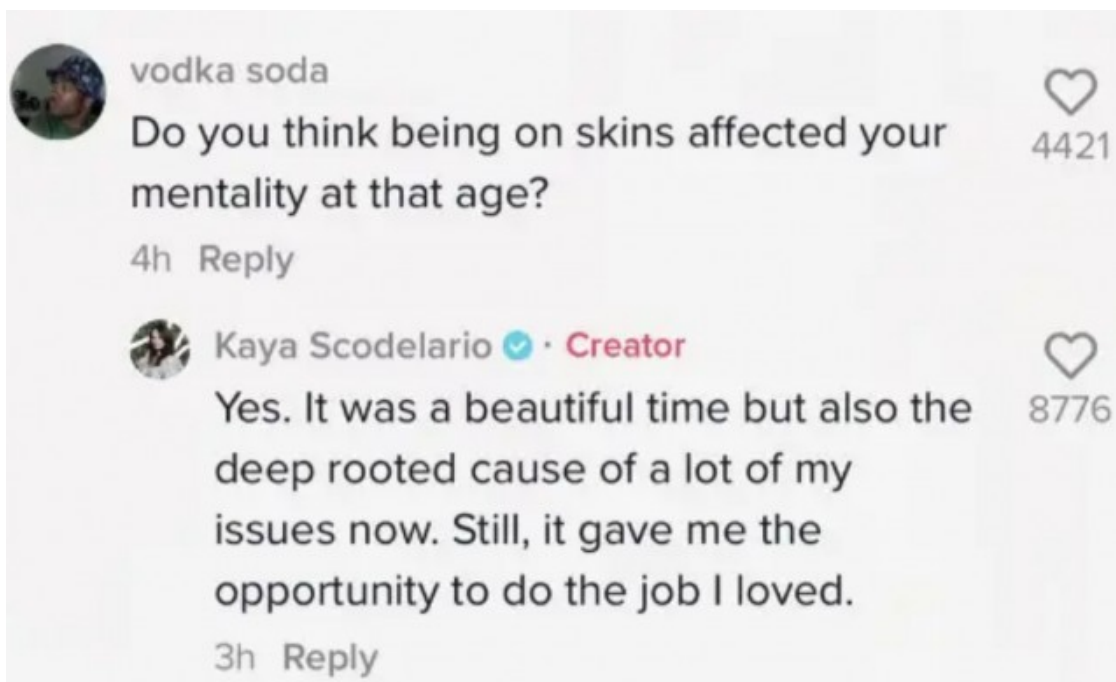 vodka soda
Do you think being on skins affected your
4421
mentality at that age?
4h Reply
Kaya Scodelario · Creator
Yes. It was a beautiful time but also the
8776
deep rooted cause of a lot of my
issues now. Still, it gave me the
opportunity to do the job I loved.
3h Reply